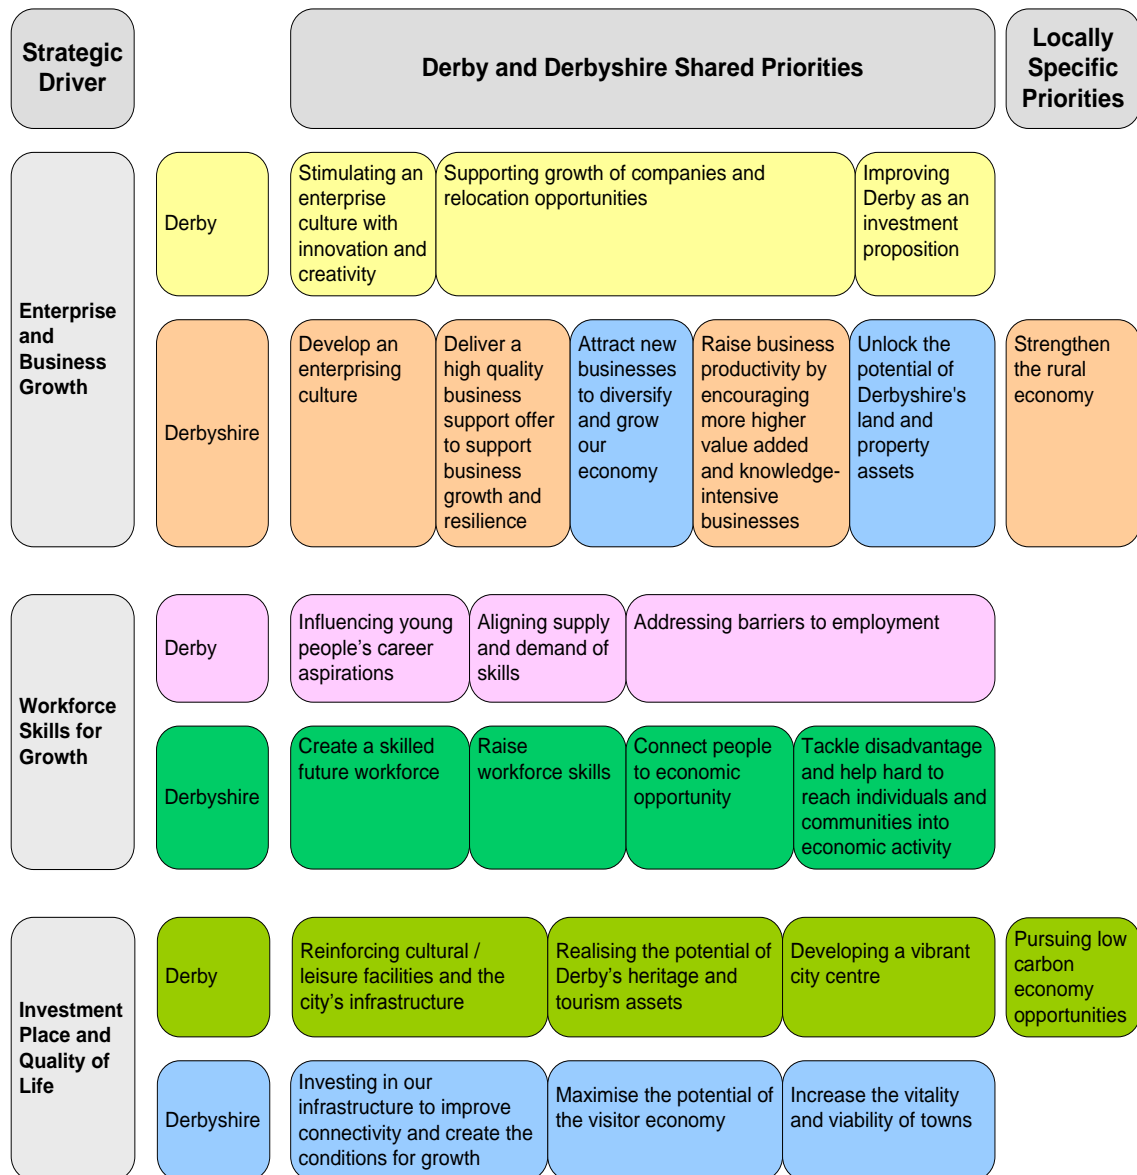 Strategic
Driver
Derby and Derbyshire Shared Priorities
Locally
Specific
Priorities
Enterprise
and
Business
Growth
Derby
Stimulating an
enterprise
culture with
innovation and
creativity
Supporting growth of companies and
relocation opportunities
Improving
Derby as an
investment
proposition
Derbyshire
Develop an
enterprising
culture
Deliver a
high quality
business
support offer
to support
business
growth and
resilience
Attract new
businesses
to diversify
and grow
our
economy
Raise business
productivity by
encouraging
more higher
value added
and knowledge-
intensive
businesses
Unlock the
potential of
Derbyshire's
land and
property
assets
Strengthen
the rural
economy
Workforce
Skills for
Growth
Derby
Influencing young
people’s career
aspirations
Aligning supply
and demand of
skills
Addressing barriers to employment
Derbyshire
Create a skilled
future workforce
Raise
workforce skills
Connect people
to economic
opportunity
Tackle disadvantage
and help hard to
reach individuals and
communities into
economic activity
Investment
Place and
Quality of
Life
Derby
Reinforcing cultural /
leisure facilities and the
city’s infrastructure
Realising the potential of
Derby’s heritage and
tourism assets
Developing a vibrant
city centre
Pursuing low
carbon
economy
opportunities
Derbyshire
Investing in our
infrastructure to improve
connectivity and create the
conditions for growth
Maximise the potential of
the visitor economy
Increase the vitality
and viability of towns